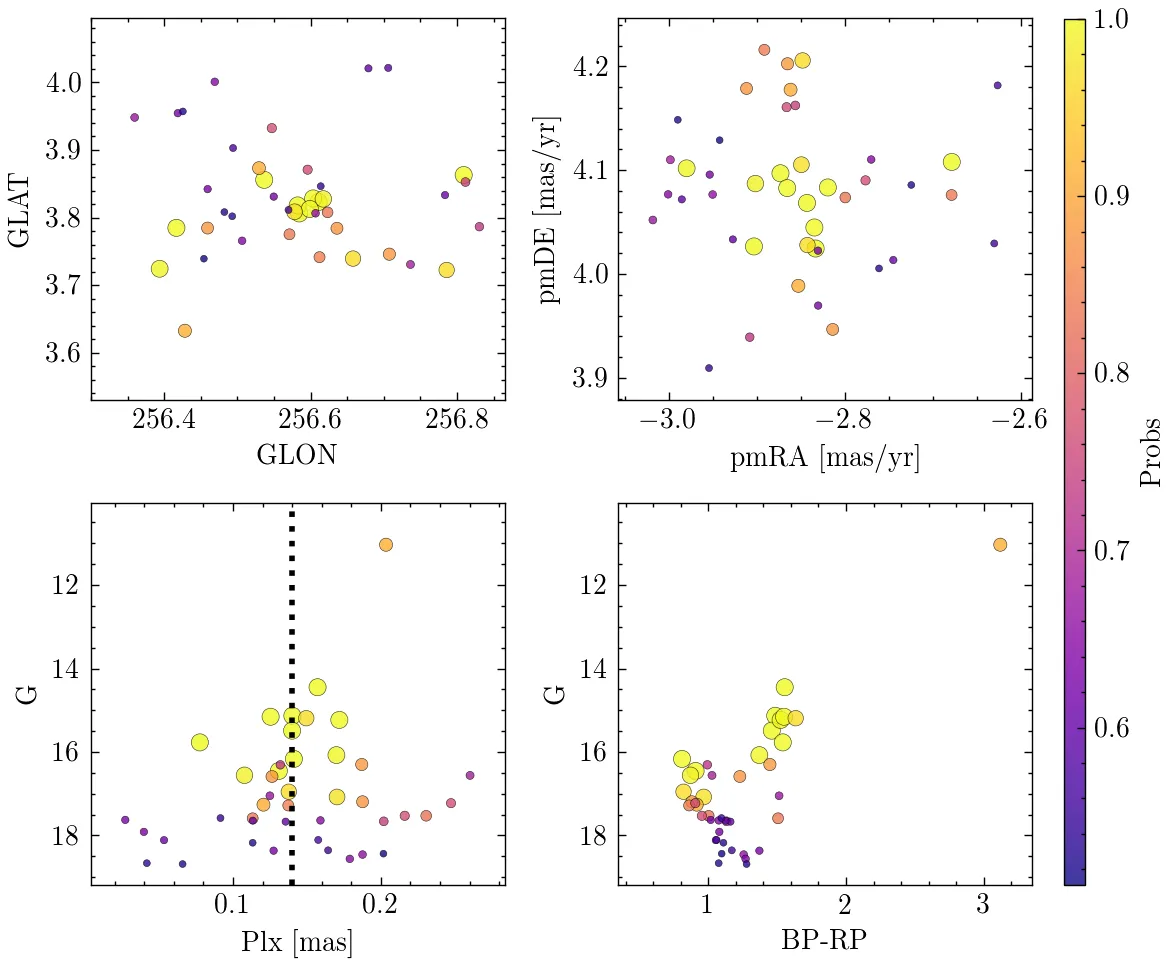 4.0
3.9
3.8
3.7
3.6
GLAT
256.4 256.6 256.8
GLON
4.2
4.1
4.0
3.9
pmDE [mas/yr]
−3.0 −2.8 −2.6
pmRA [mas/yr]
1.0
0.9
0.8
0.7
0.6
Probs
12
14
16
18
G
0.1 0.2
Plx [mas]
12
14
16
18
G
1 2 3
BP-RP